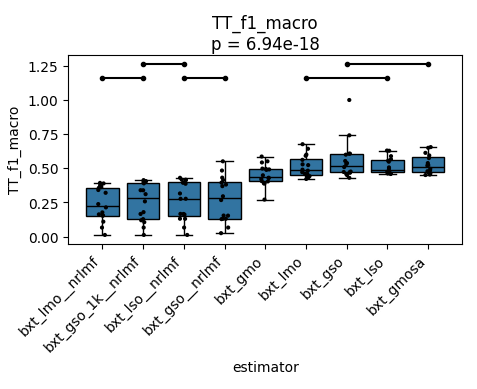 TT_f1_macro
p = 6.94e-18
TT_f1_macro
1.25
1.00
0.75
0.50
0.25
0.00
bxt_lmo__nrlmf
bxt_gso_1k__nrlmf
bxt_lso__nrlmf
bxt_gso__nrlmf
bxt_gmo
bxt_lmo
bxt_gso
bxt_lso
bxt_gmosa
estimator